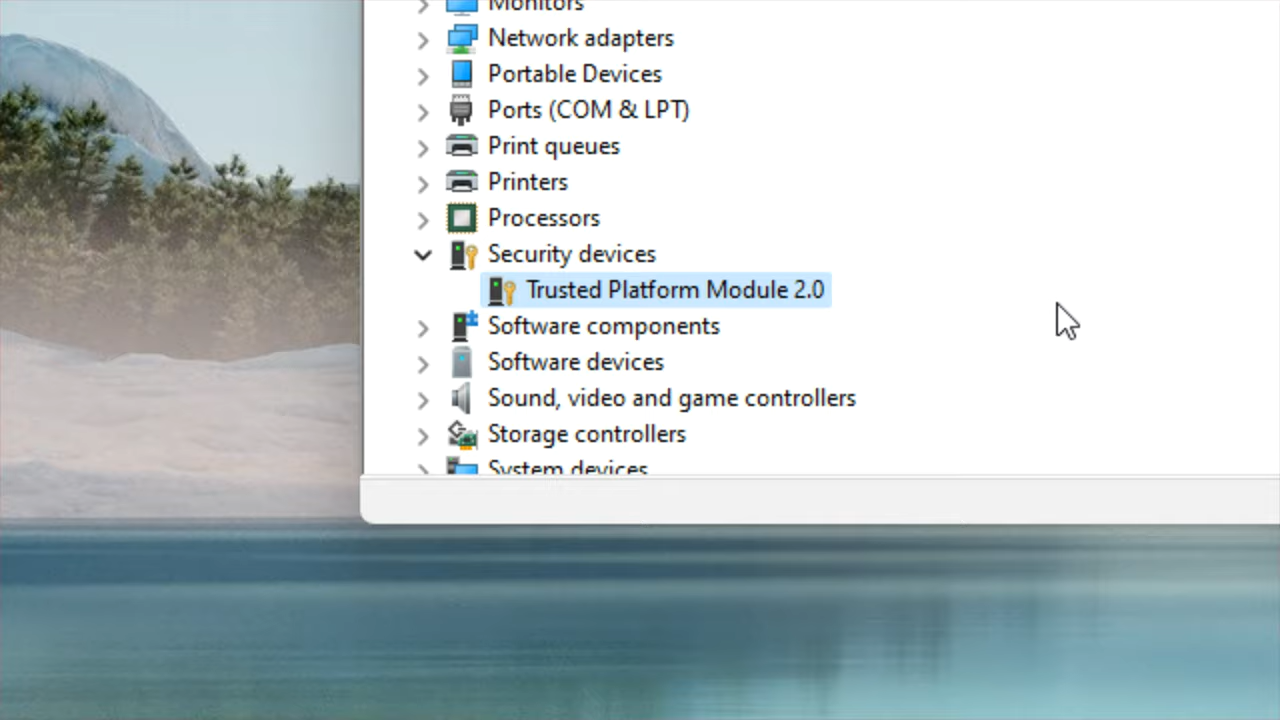 Monitors
Network adapters
Portable Devices
Ports (COM & LPT)
Print queues
Printers
Processors
Security devices
Trusted Platform Module 2.0
Software components
Software devices
Sound, video and game controllers
Storage controllers
System devices